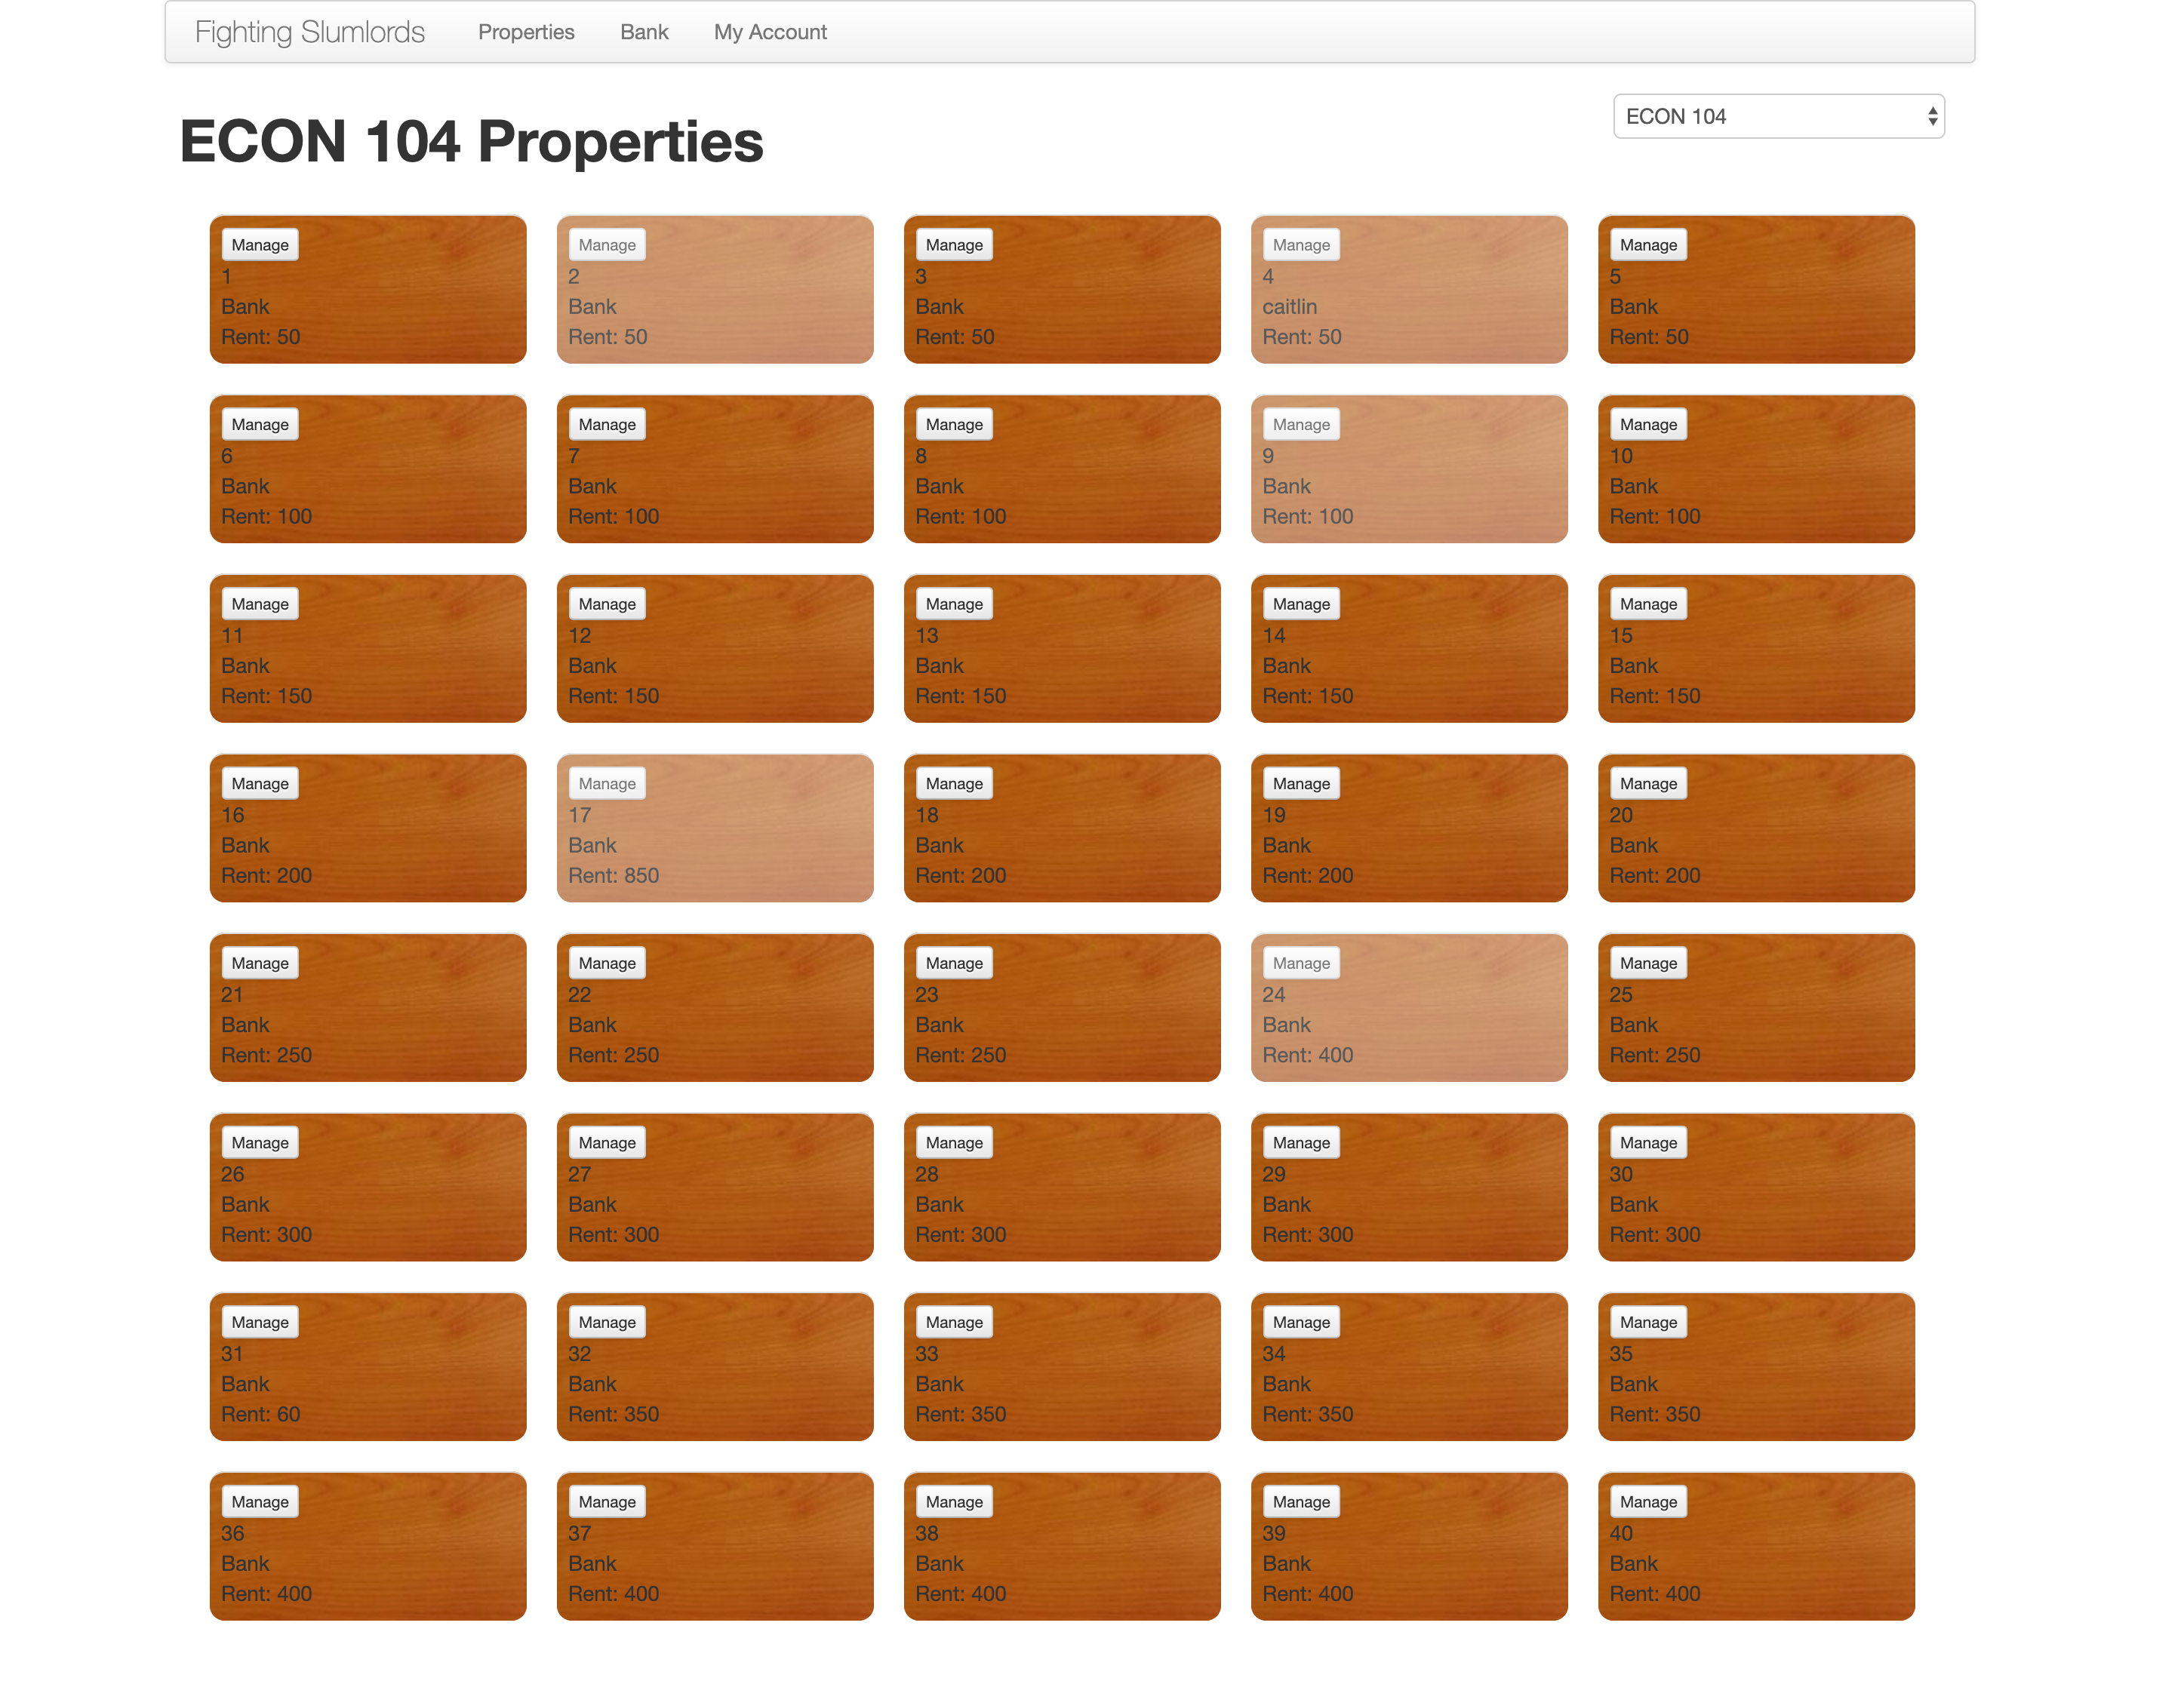 Fighting Slumlords Properties Bank My Account
ECON 104
ECON 104 Properties
Manage Manage Manage Manage Manage
1 2 3 4 5
Bank Bank Bank caitlin Bank
Rent: 50 Rent: 50 Rent: 50 Rent: 50 Rent: 50
Manage Manage Manage Manage Manage
6 7 8 9 10
Bank Bank Bank Bank Bank
Rent: 100 Rent: 100 Rent: 100 Rent: 100 Rent: 100
Manage Manage Manage Manage Manage
11 12 13 14 15
Bank Bank Bank Bank Bank
Rent: 150 Rent: 150 Rent: 150 Rent: 150 Rent: 150
Manage Manage Manage Manage Manage
16 17 18 19 20
Bank Bank Bank Bank Bank
Rent: 200 Rent: 850 Rent: 200 Rent: 200 Rent: 200
Manage Manage Manage Manage Manage
21 22 23 24 25
Bank Bank Bank Bank Bank
Rent: 250 Rent: 250 Rent: 250 Rent: 400 Rent: 250
Manage Manage Manage Manage Manage
26 27 28 29 30
Bank Bank Bank Bank Bank
Rent: 300 Rent: 300 Rent: 300 Rent: 300 Rent: 300
Manage Manage Manage Manage Manage
31 32 33 34 35
Bank Bank Bank Bank Bank
Rent: 60 Rent: 350 Rent: 350 Rent: 350 Rent: 350
Manage Manage Manage Manage Manage
36 37 38 39 40
Bank Bank Bank Bank Bank
Rent: 400 Rent: 400 Rent: 400 Rent: 400 Rent: 400